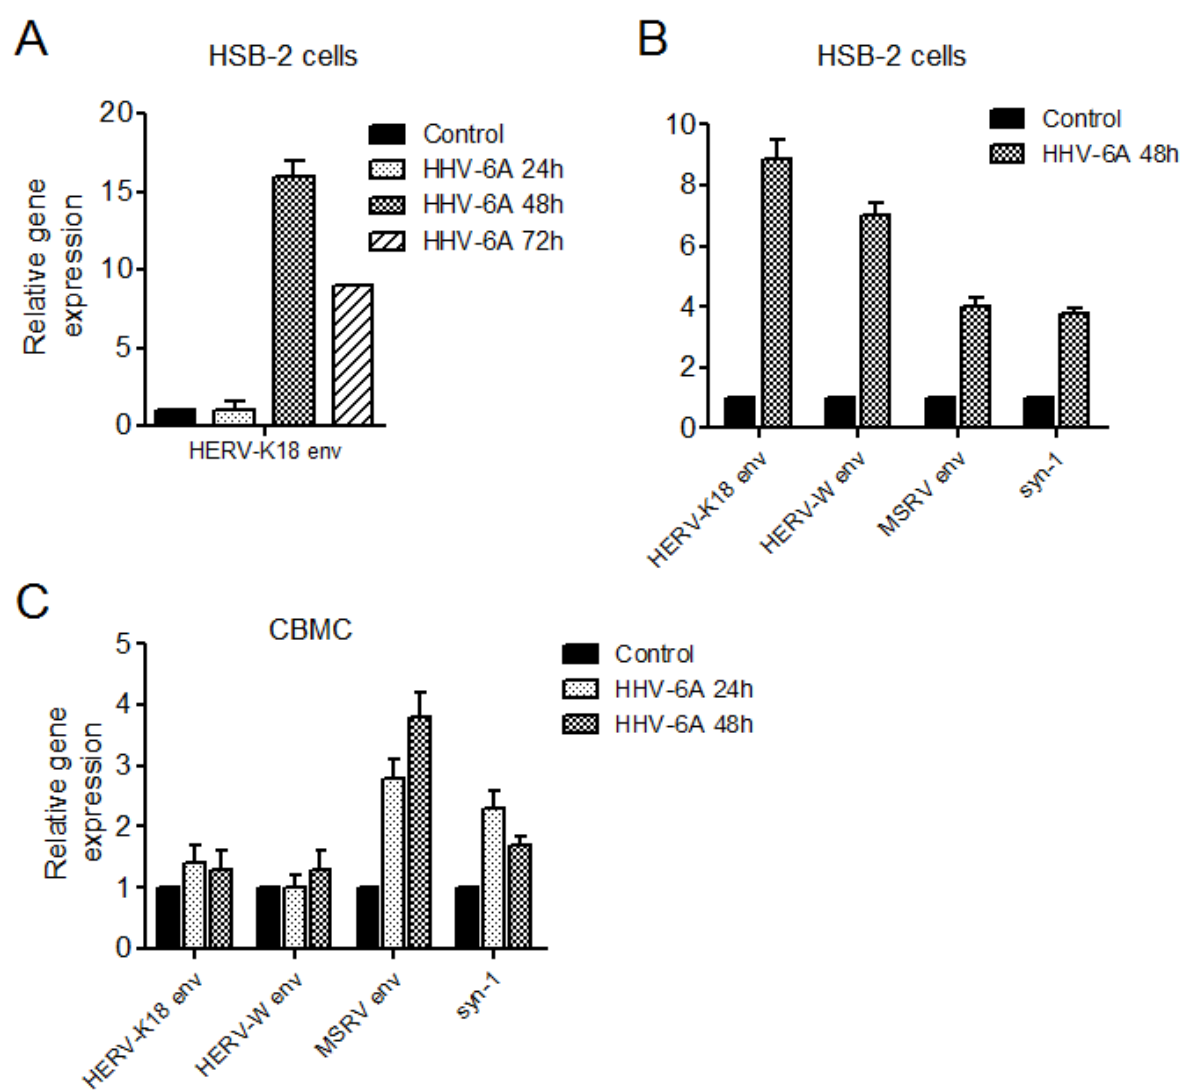 A
HSB-2 cells
20
15
10
5
0
Relative gene
expression
Control
HHV-6A 24h
HHV-6A 48h
HHV-6A 72h
HERV-K18 env
B
HSB-2 cells
10
8
6
4
2
0
Control
HHV-6A 48h
HERV-K18 env
HERV-W env
MSRV env
syn-1
C
CBMC
5
4
3
2
1
0
Relative gene
expression
Control
HHV-6A 24h
HHV-6A 48h
HERV-K18 env
HERV-W env
MSRV env
syn-1